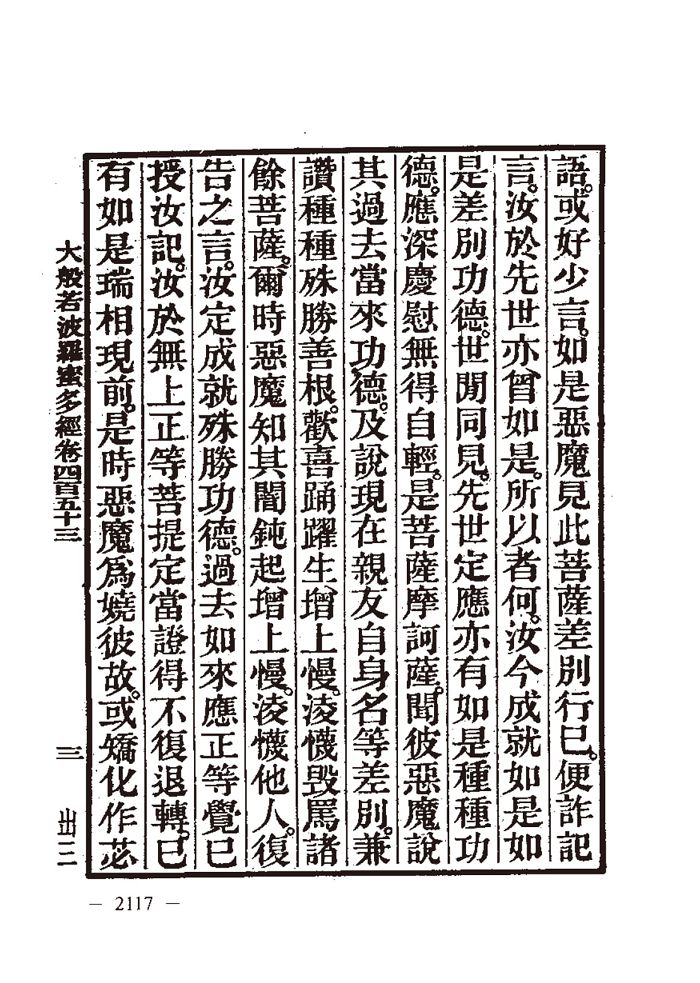 語。或好少言。如是惡魔見此菩薩差別行已。便詐記
言。汝於先世亦曾如是。所以者何。汝今成就如是如
是差別功德。世閒同見。先世定應亦有如是種種功
德。應深慶慰無得自輕。是菩薩摩訶薩。聞彼惡魔說
其過去當來功德。及說現在親友自身名等差別。兼
讚種種殊勝善根。歡喜踊躍生增上慢。淩懱毀罵諸
餘菩薩。爾時惡魔知其闇鈍起增上慢。淩懱他人。復
告之言。汝定成就殊勝功德。過去如來應正等覺已
授汝記。汝於無上正等菩提定當證得不復退轉。已
有如是瑞相現前。是時惡魔爲嬈彼故。或矯化作苾
大般若波羅蜜多經卷四百五十三 三 出三
— 2117 —